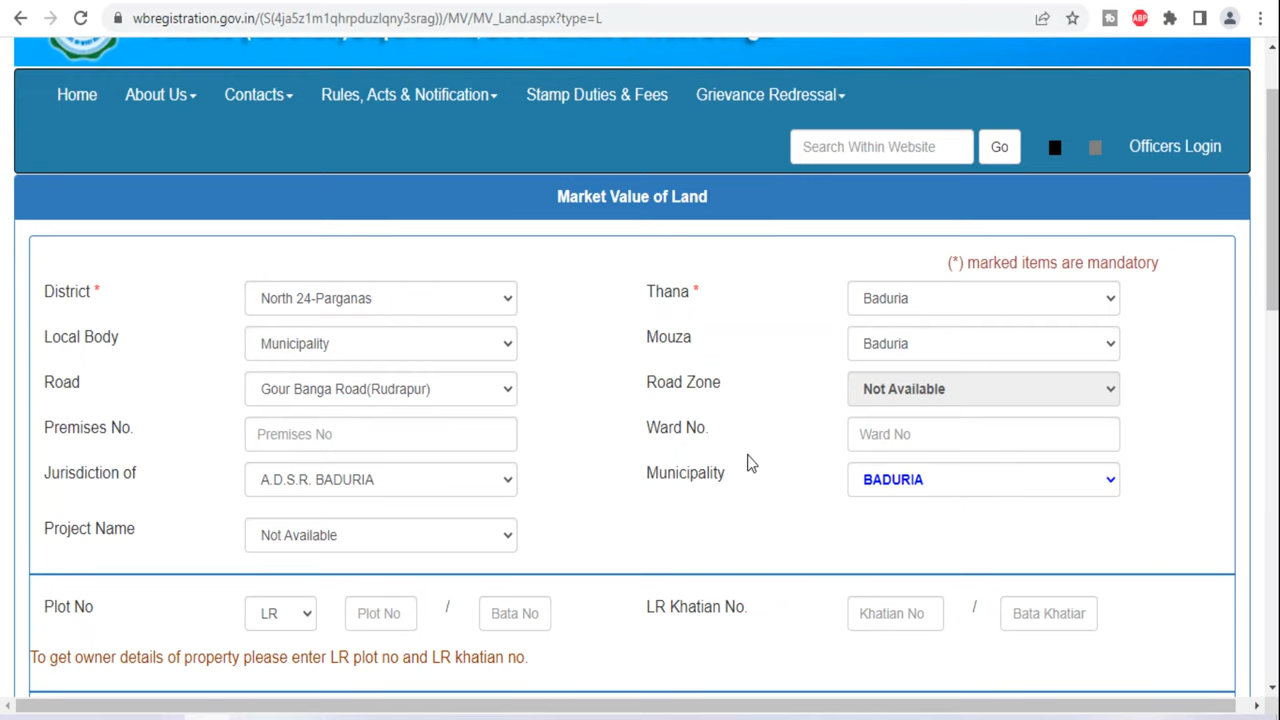 wbregistration.gov.in/(S(4ja5z1m1qhrpduzlqny3srag))/MV/MV_Land.aspx?type=L
ABP
Home About Us Contacts Rules, Acts & Notification Stamp Duties & Fees Grievance Redressal
Search Within Website Go Officers Login
Market Value of Land
(*) marked items are mandatory
District * North 24-Parganas Thana * Baduria
Local Body Municipality Mouza Baduria
Road Gour Banga Road(Rudrapur) Road Zone Not Available
Premises No. Premises No Ward No. Ward No
Jurisdiction of A.D.S.R. BADURIA Municipality BADURIA
Project Name Not Available
Plot No LR Plot No / Bata No LR Khatian No. Khatian No / Bata Khatiar
To get owner details of property please enter LR plot no and LR khatian no.